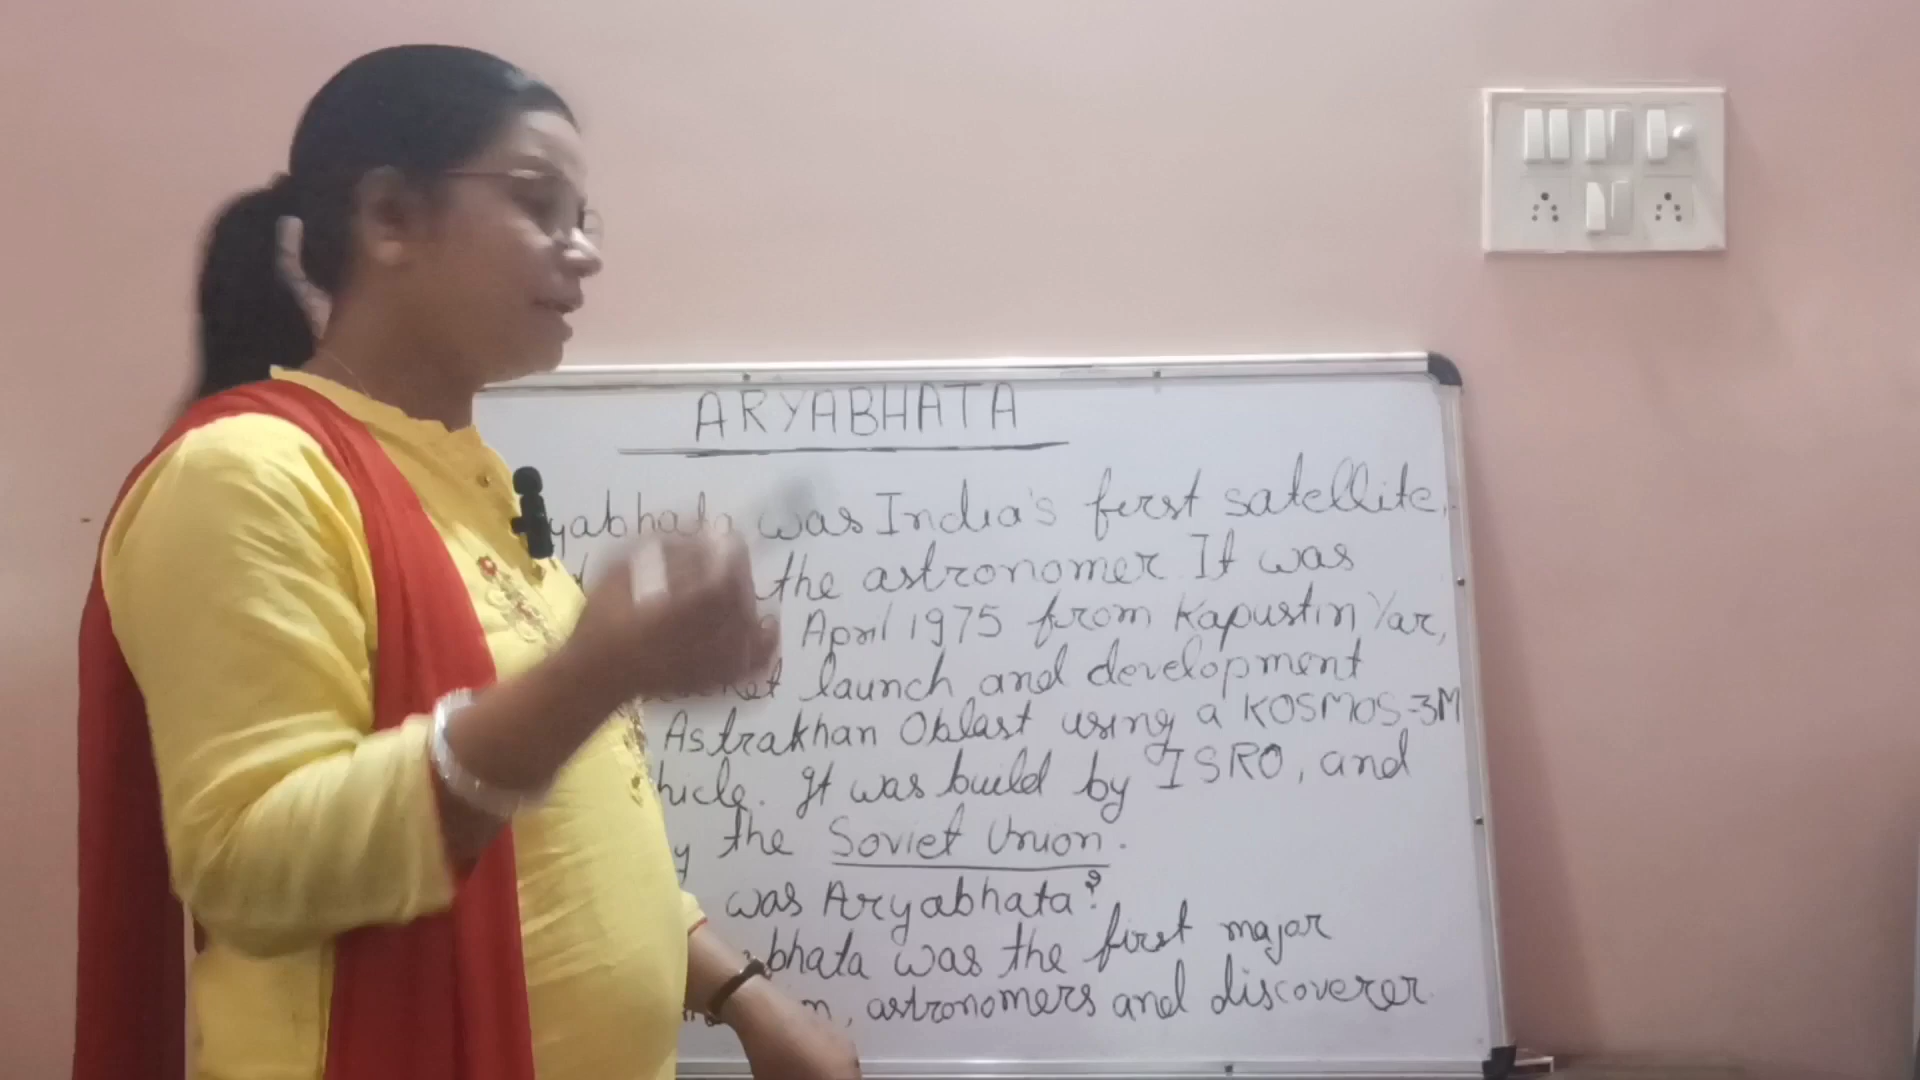 ARYABHATA
yabhata was India's first satellite,
the astronomer. It was
April 1975 from Kapustin Yar,
launch and development
Astrakhan Oblast using a KOSMOS-3M
hicle. It was build by ISRO, and
y the Soviet Union.
was Aryabhata?
bhata was the first major
n, astronomers and discoverer